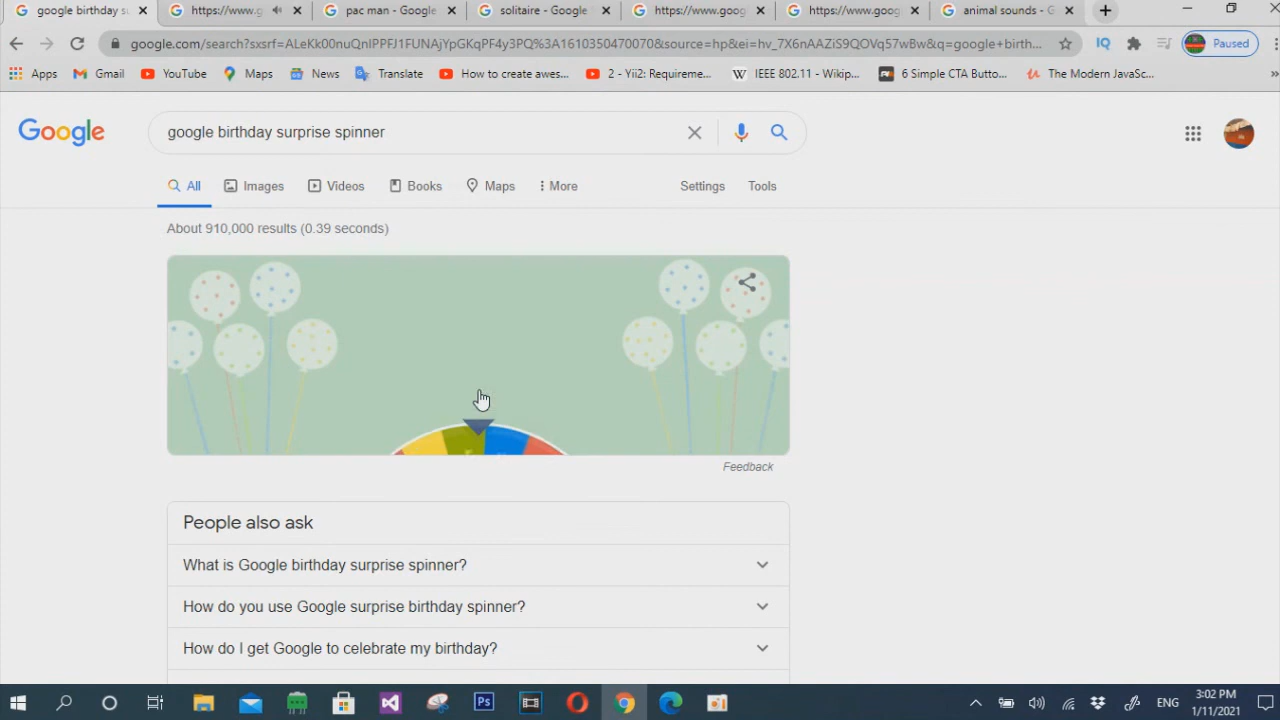 google birthday su
https://www.g
pac man - Google
solitaire - Google
https://www.goog
https://www.goog
animal sounds - G
google.com/search?sxsrf=ALeKk00nuQnIPPFJ1FUNAjYpGKqPF4y3PQ%3A1610350470070&source=hp&ei=hv_7X6nAAZiS9QOVq57wBw&q=google+birth...
Paused
Apps
Gmail
YouTube
Maps
News
Translate
How to create awes...
2 - Yii2: Requireme...
IEEE 802.11 - Wikip...
6 Simple CTA Butto...
The Modern JavaSc...
Google
google birthday surprise spinner
All
Images
Videos
Books
Maps
More
Settings
Tools
About 910,000 results (0.39 seconds)
Feedback
People also ask
What is Google birthday surprise spinner?
How do you use Google surprise birthday spinner?
How do I get Google to celebrate my birthday?
ENG
3:02 PM
1/11/2021